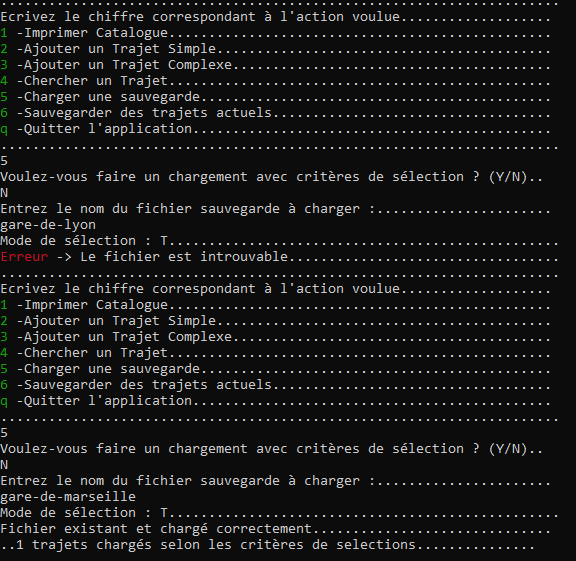 ......................................................................
Ecrivez le chiffre correspondant à l'action voulue...................
1 -Imprimer Catalogue................................................
2 -Ajouter un Trajet Simple..........................................
3 -Ajouter un Trajet Complexe........................................
4 -Chercher un Trajet................................................
5 -Charger une sauvegarde............................................
6 -Sauvegarder des trajets actuels...................................
q -Quitter l'application.............................................
......................................................................
5
Voulez-vous faire un chargement avec critères de sélection ? (Y/N)..
N
Entrez le nom du fichier sauvegarde à charger :......................
gare-de-lyon
Mode de sélection : T.................................................
Erreur -> Le fichier est introuvable..................................
......................................................................
Ecrivez le chiffre correspondant à l'action voulue...................
1 -Imprimer Catalogue................................................
2 -Ajouter un Trajet Simple..........................................
3 -Ajouter un Trajet Complexe........................................
4 -Chercher un Trajet................................................
5 -Charger une sauvegarde............................................
6 -Sauvegarder des trajets actuels...................................
q -Quitter l'application.............................................
......................................................................
5
Voulez-vous faire un chargement avec critères de sélection ? (Y/N)..
N
Entrez le nom du fichier sauvegarde à charger :......................
gare-de-marseille
Mode de sélection : T.................................................
Fichier existant et chargé correctement..............................
..1 trajets chargés selon les critères de selections...............